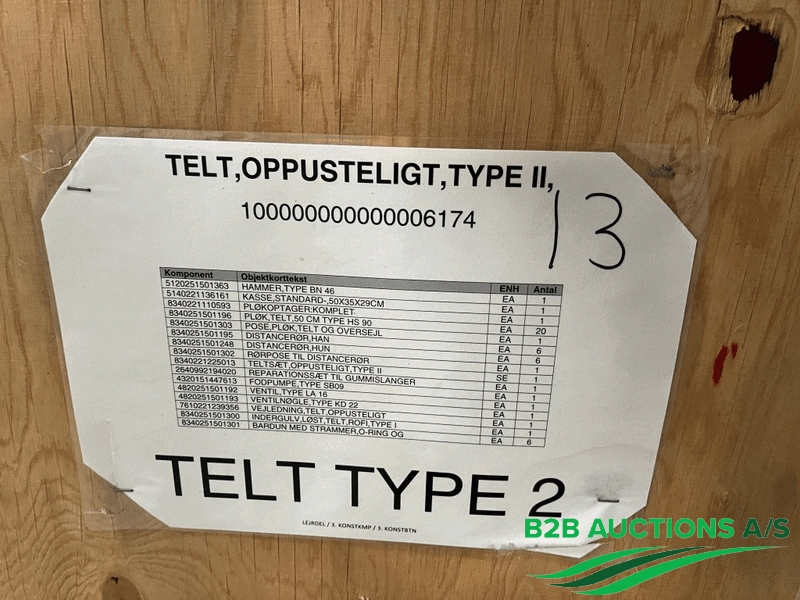 TELT,OPPUSTELIGT,TYPE II,
13
100000000000006174
Komponent Objektkorttekst ENH Antal
5120251501363 HAMMER,TYPE BN 46 EA 1
5140221136161 KASSE,STANDARD-,50X35X29CM EA 1
8340221110593 PLØKOPTAGER:KOMPLET EA 1
8340251501196 PLØK,TELT,50 CM TYPE HS 90 EA 20
8340251501303 POSE,PLØK,TELT OG OVERSEJL EA 1
8340251501195 DISTANCERØR,HAN EA 6
8340251501248 DISTANCERØR,HUN EA 6
8340251501302 RØRPOSE TIL DISTANCERØR EA 1
8340221225013 TELTSÆT,OPPUSTELIGT,TYPE II EA 1
2640992194020 REPARATIONSSÆT TIL GUMMISLANGER SE 1
4320151447613 FODPUMPE,TYPE SB09 EA 1
4820251501192 VENTIL,TYPE LA 16 EA 1
4820251501193 VENTILNØGLE,TYPE KD 22 EA 1
7610221239356 VEJLEDNING,TELT,OPPUSTELIGT EA 1
8340251501300 INDERGULV,LØST,TELT,ROFI,TYPE I EA 1
8340251501301 BARDUN MED STRAMMER,O-RING OG EA 6
TELT TYPE 2
LEJRDEL / 3. KONSTKMP / 3. KONSTBTN
B2B AUCTIONS A/S